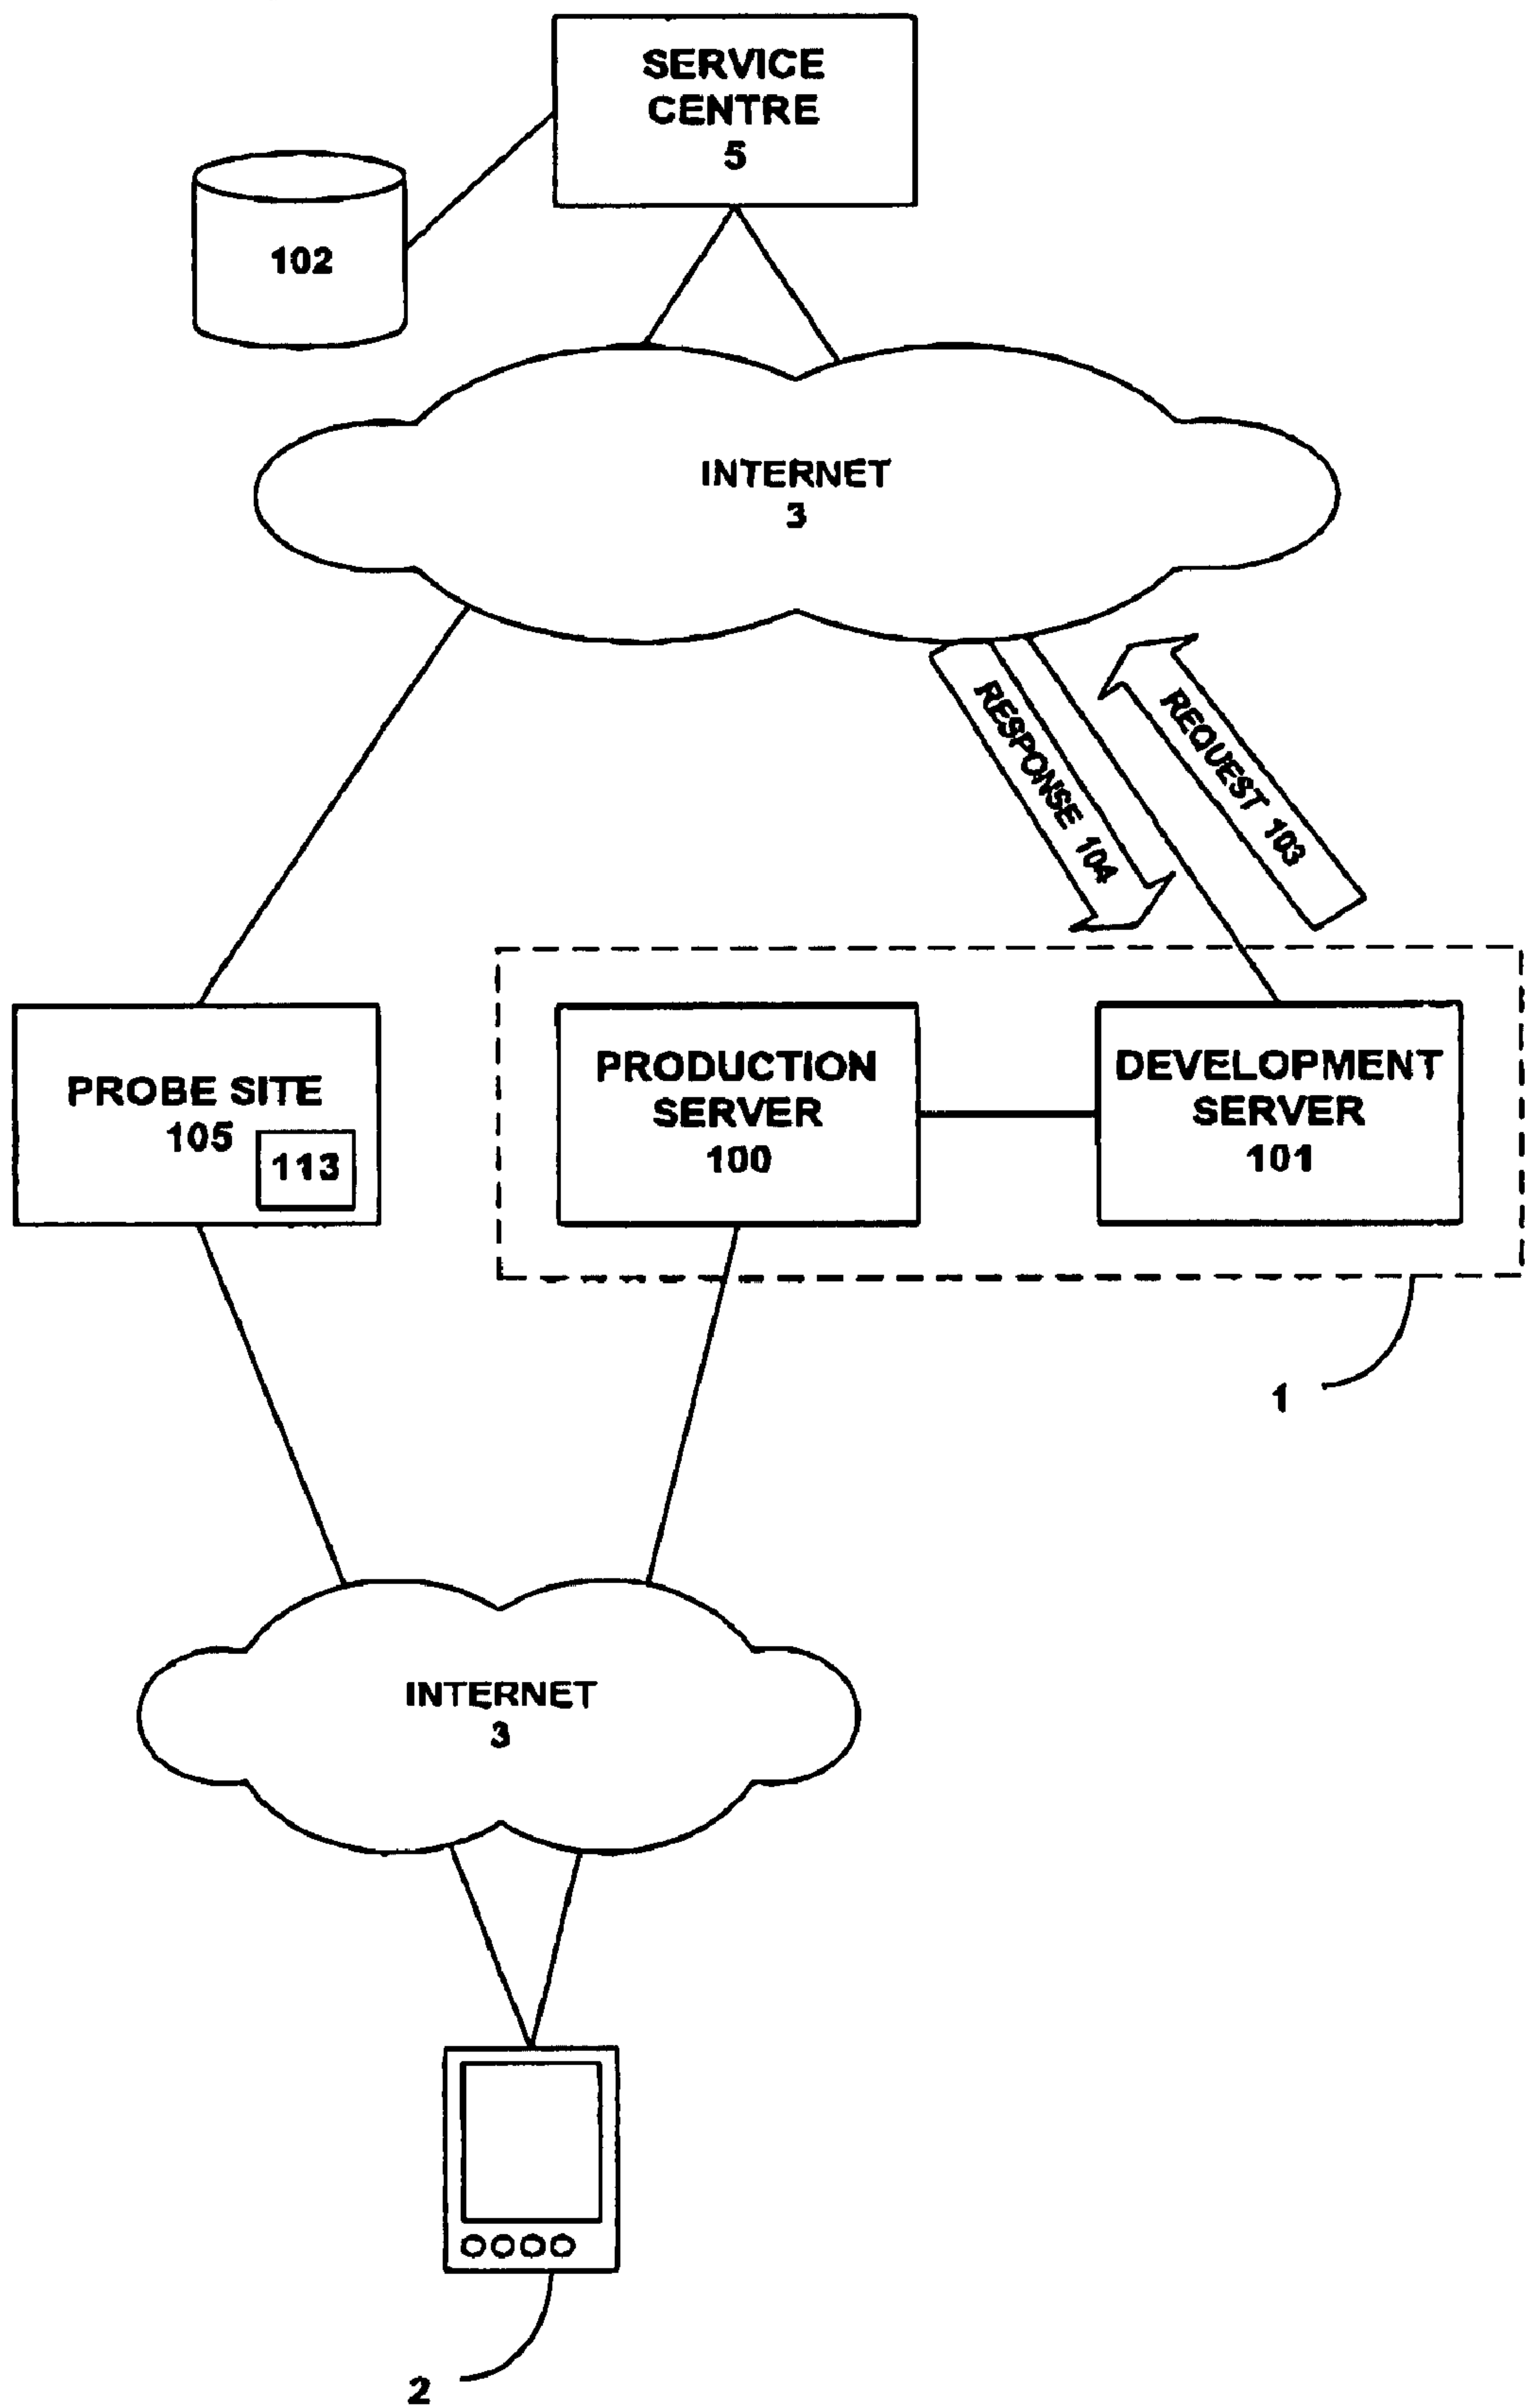 SERVICE
CENTRE
5
102
INTERNET
3
RESPONSE 104
REQUEST 103
PROBE SITE
105
113
PRODUCTION
SERVER
100
DEVELOPMENT
SERVER
101
1
INTERNET
3
2